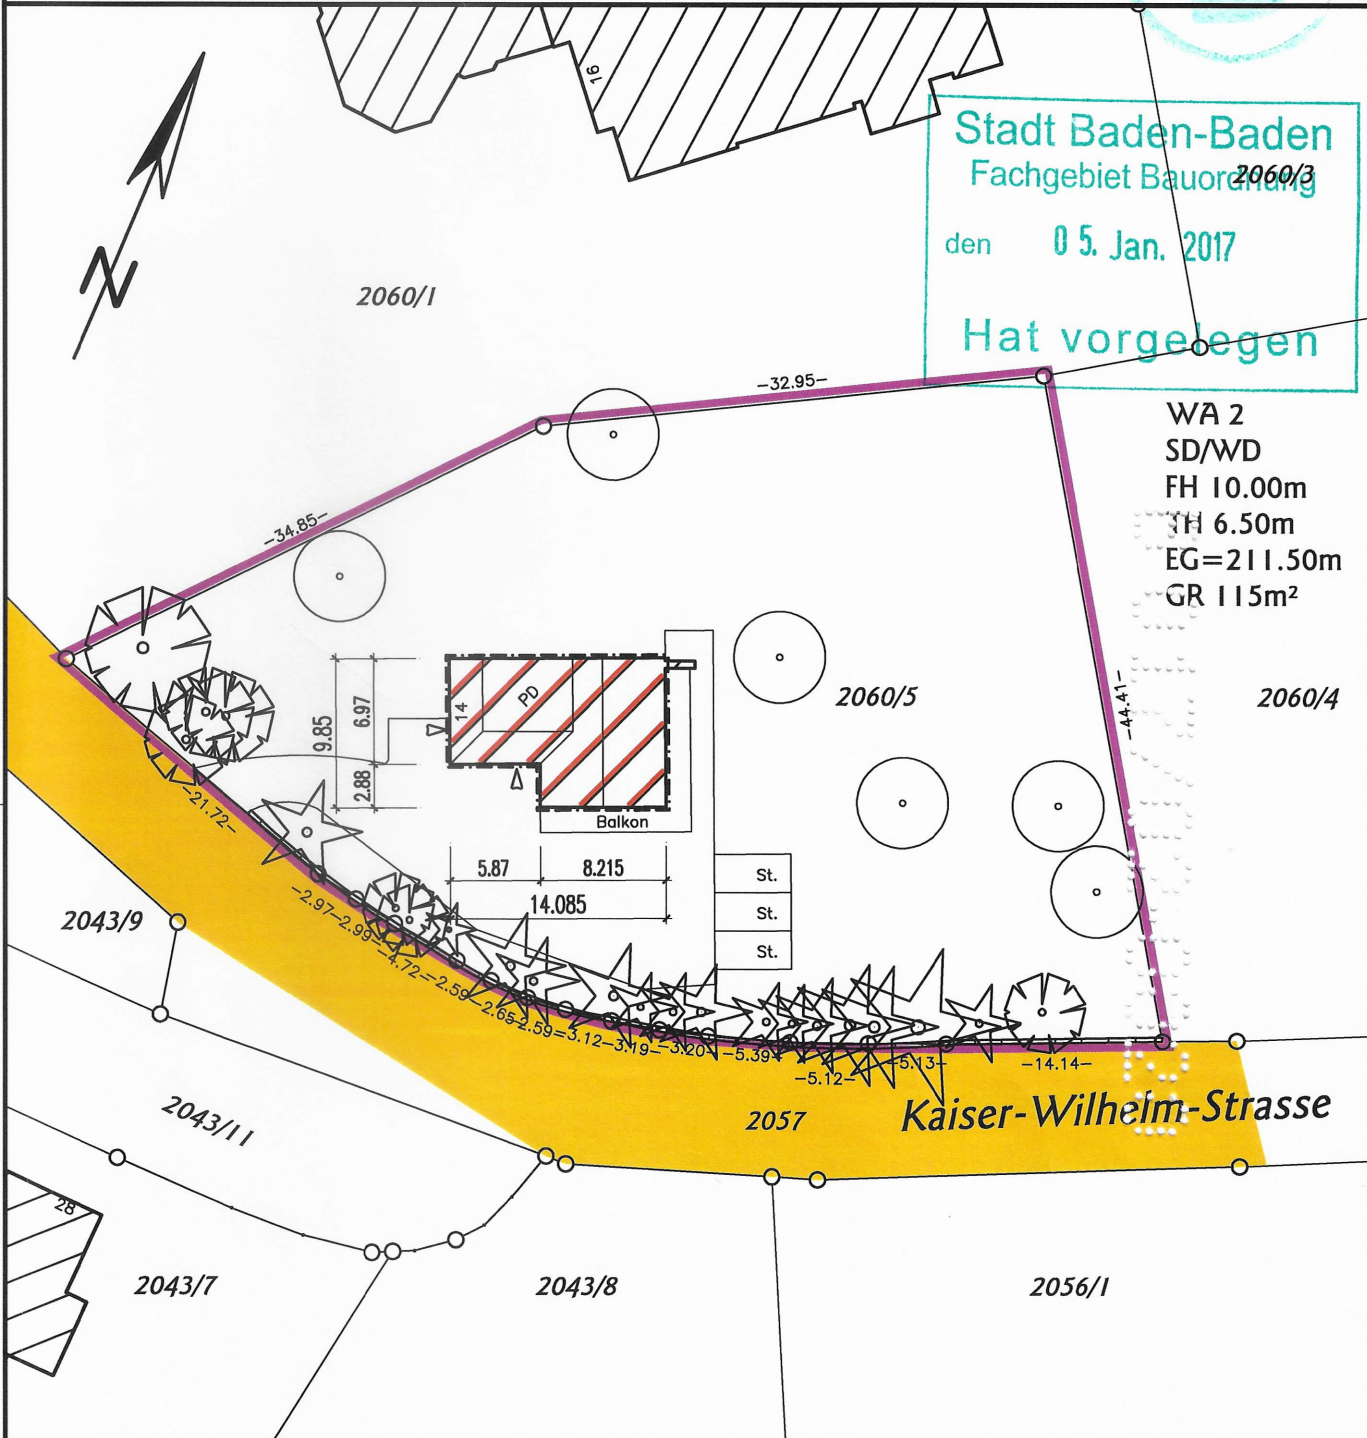 16
Stadt Baden-Baden
Fachgebiet Bauordnung
2060/3
den 05. Jan. 2017
Hat vorgelegen
N
2060/1
-32.95-
WA 2
SD/WD
FH 10.00m
TH 6.50m
EG=211.50m
GR 115m²
-34.85-
-44.41-
2060/5
2060/4
9.85
6.97
2.88
14
PD
Balkon
-21.72-
5.87
8.215
14.085
St.
St.
St.
2043/9
-2.97-
-2.99-
-4.72-
-2.59-
-2.65-
-2.59-
-3.12-
-3.19-
-3.20-
-5.39-
-5.12-
-5.13-
-14.14-
2057
Kaiser-Wilhelm-Strasse
2043/11
28
2043/7
2043/8
2056/1